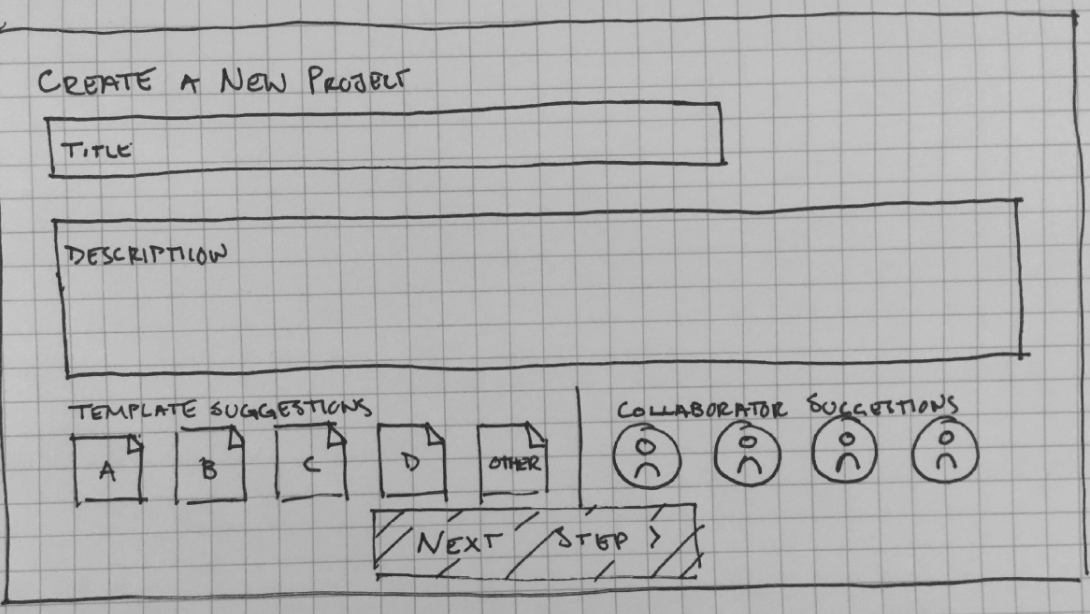 CREATE A NEW PROJECT
TITLE
DESCRIPTION
TEMPLATE SUGGESTIONS
A B C D OTHER
COLLABORATOR SUGGESTIONS
NEXT STEP >